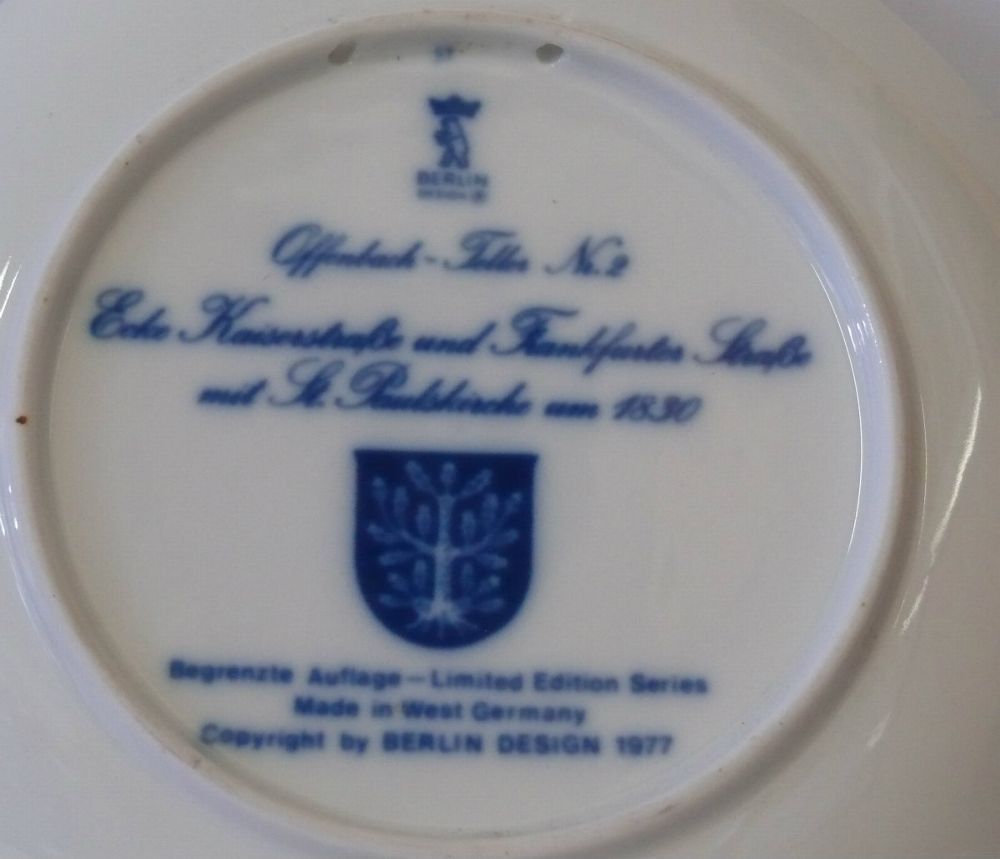 BERLIN
DESIGN
Offenbach-Teller No. 2
Ecke Kaiserstraße und Frankfurter Straße
mit St. Paulskirche um 1830
Begrenzte Auflage — Limited Edition Series
Made in West Germany
Copyright by BERLIN DESIGN 1977